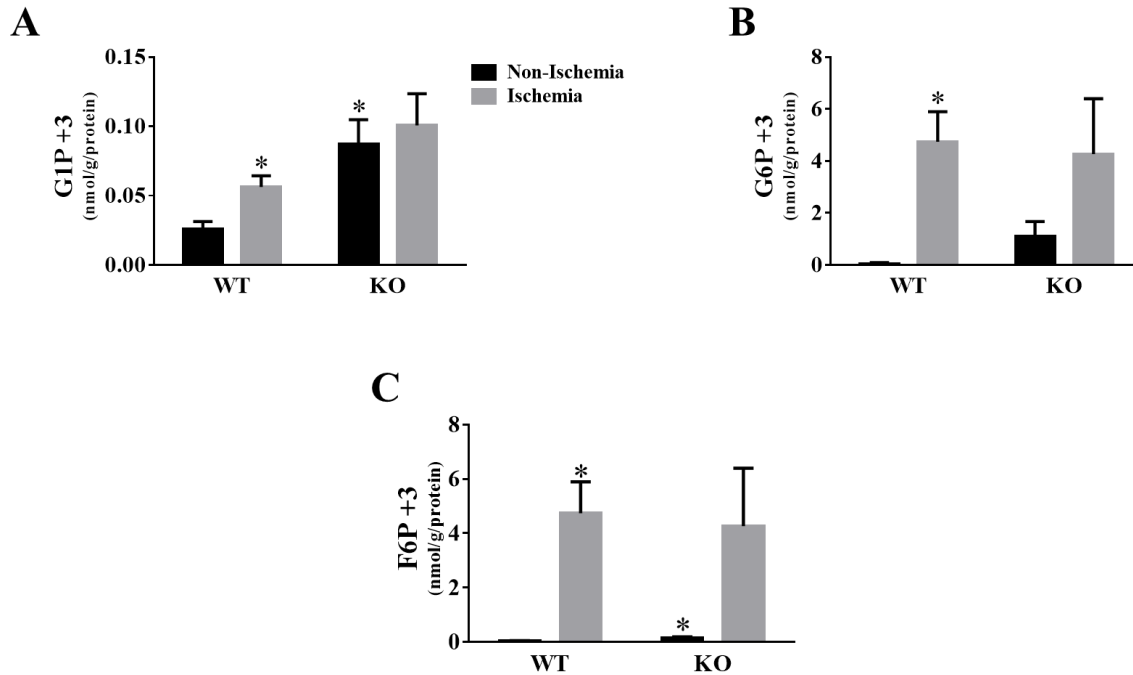 A
G1P +3
(nmol/g/protein)
0.15
0.10
0.05
0.00
*
*
WT
KO
Non-Ischemia
Ischemia
B
G6P +3
(nmol/g/protein)
8
6
4
2
0
*
WT
KO
C
F6P +3
(nmol/g/protein)
8
6
4
2
0
*
*
WT
KO